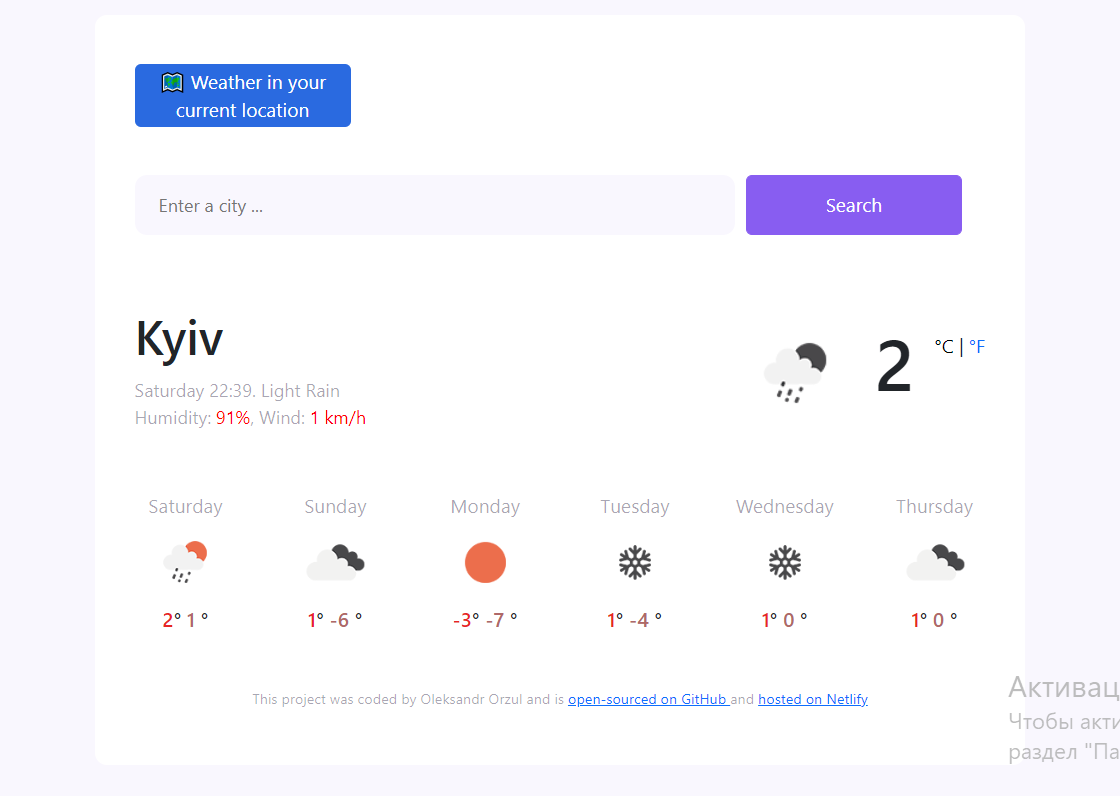 Weather in your
current location
Enter a city ...
Search
Kyiv
2 °C | °F
Saturday 22:39. Light Rain
Humidity: 91%, Wind: 1 km/h
Saturday Sunday Monday Tuesday Wednesday Thursday
2° 1 ° 1° -6 ° -3° -7 ° 1° -4 ° 1° 0 ° 1° 0 °
This project was coded by Oleksandr Orzul and is open-sourced on GitHub and hosted on Netlify
Активац
Чтобы акти
раздел "Па